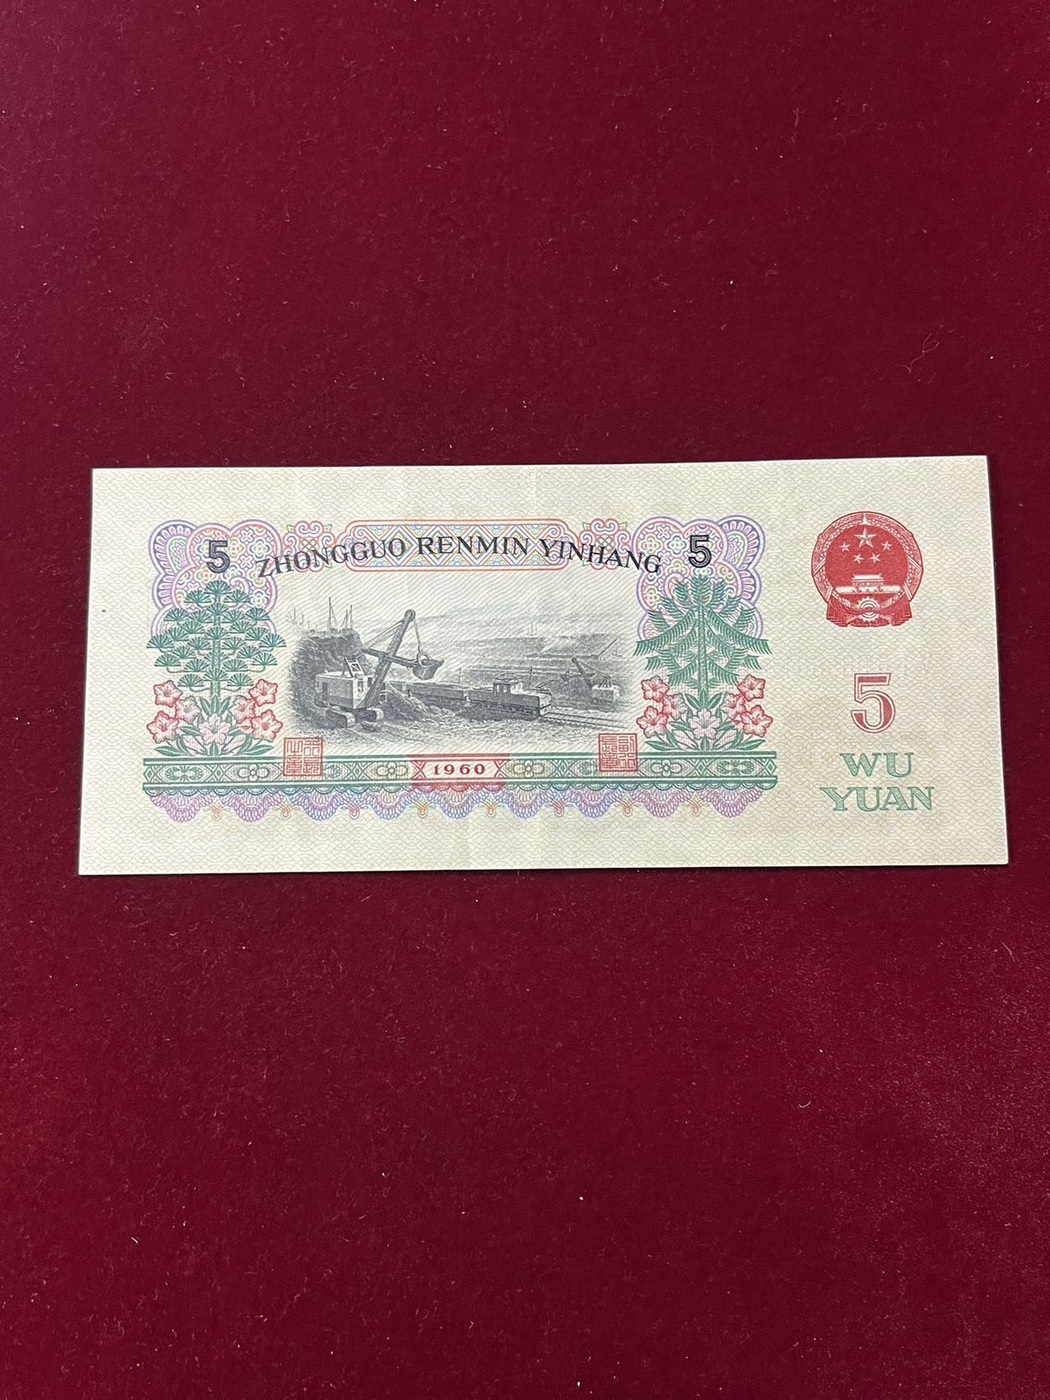 5 ZHONGGUO RENMIN YINHANG 5
1960
5
WU
YUAN